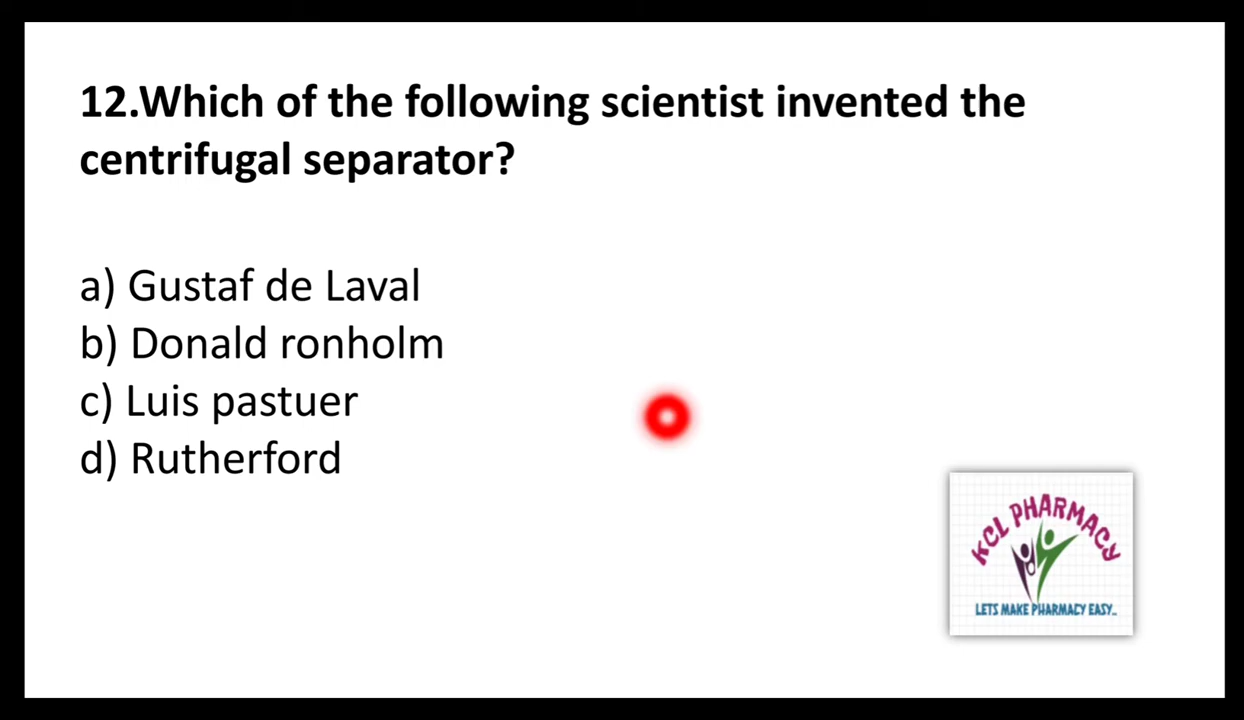 12.Which of the following scientist invented the
centrifugal separator?
a) Gustaf de Laval
b) Donald ronholm
c) Luis pastuer
d) Rutherford
KCL PHARMACY
LETS MAKE PHARMACY EASY..